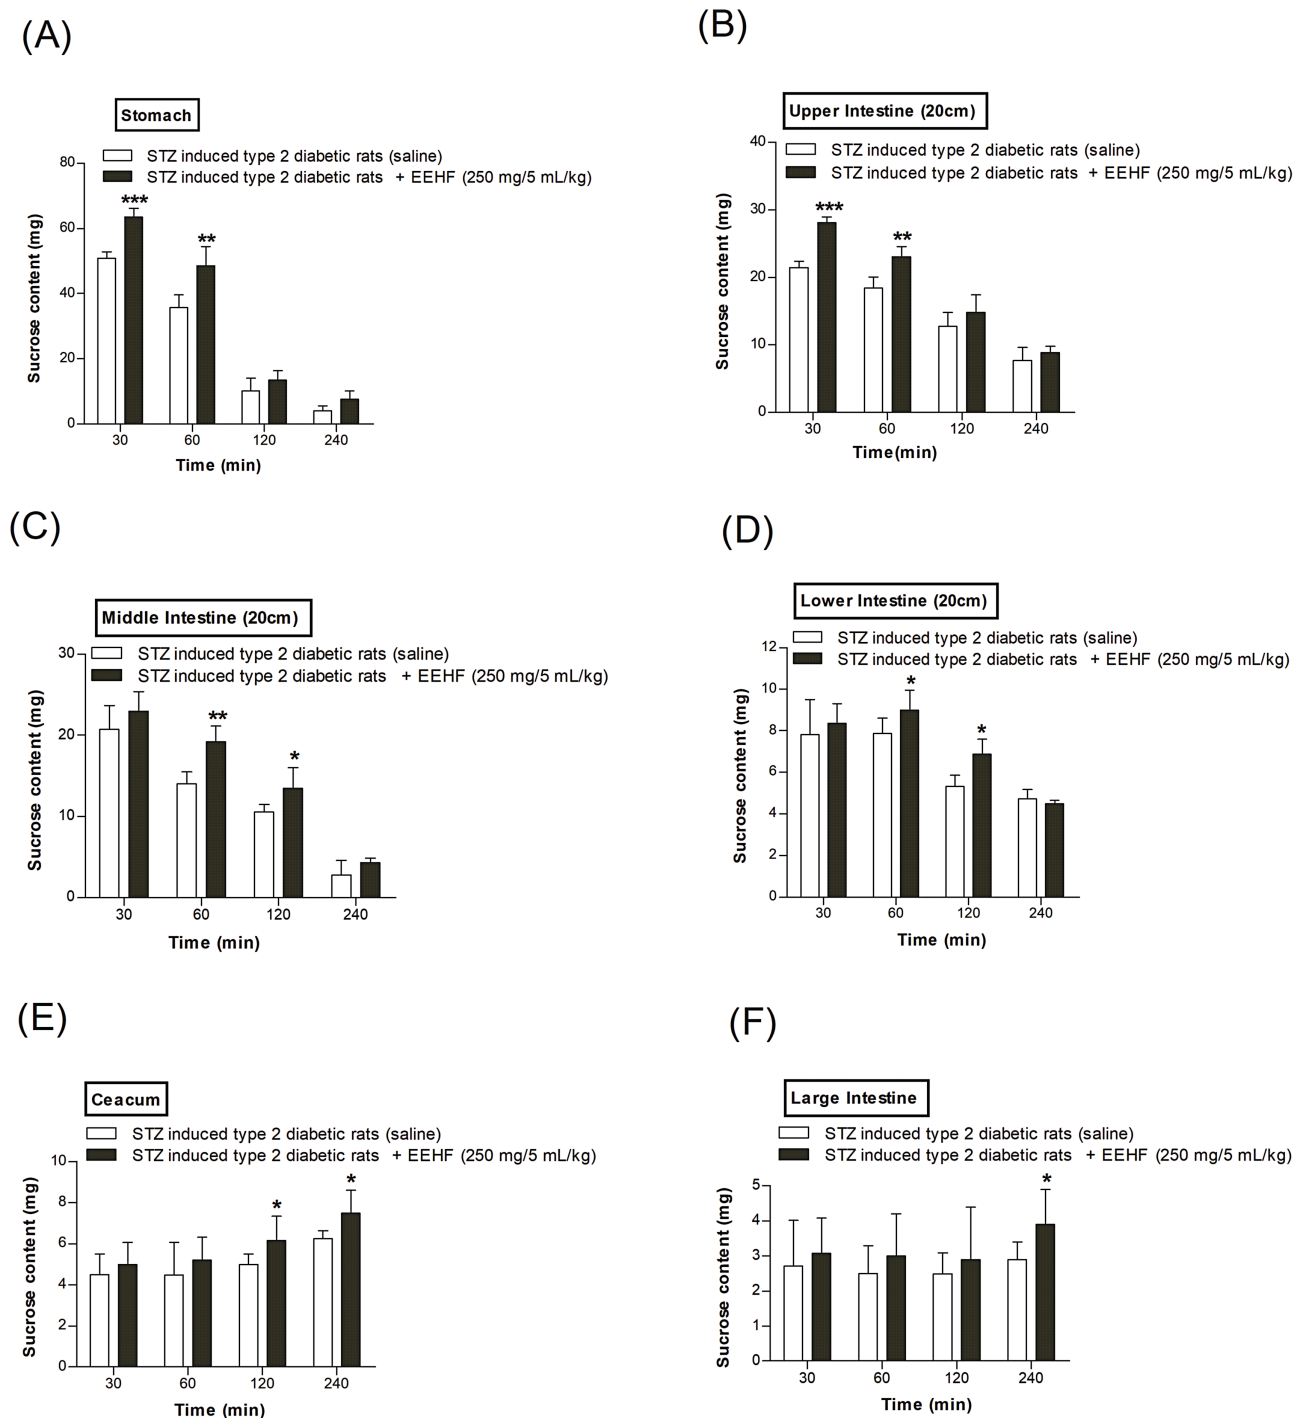 (A)
Stomach
STZ induced type 2 diabetic rats (saline)
STZ induced type 2 diabetic rats + EEHF (250 mg/5 mL/kg)
Sucrose content (mg)
80
60
40
20
0
***
**
30 60 120 240
Time (min)
(B)
Upper Intestine (20cm)
STZ induced type 2 diabetic rats (saline)
STZ induced type 2 diabetic rats + EEHF (250 mg/5 mL/kg)
Sucrose content (mg)
40
30
20
10
0
***
**
30 60 120 240
Time(min)
(C)
Middle Intestine (20cm)
STZ induced type 2 diabetic rats (saline)
STZ induced type 2 diabetic rats + EEHF (250 mg/5 mL/kg)
Sucrose content (mg)
30
20
10
0
**
*
30 60 120 240
Time (min)
(D)
Lower Intestine (20cm)
STZ induced type 2 diabetic rats (saline)
STZ induced type 2 diabetic rats + EEHF (250 mg/5 mL/kg)
Sucrose content (mg)
12
10
8
6
4
2
0
*
*
30 60 120 240
Time (min)
(E)
Ceacum
STZ induced type 2 diabetic rats (saline)
STZ induced type 2 diabetic rats + EEHF (250 mg/5 mL/kg)
Sucrose content (mg)
10
8
6
4
2
0
*
*
30 60 120 240
Time (min)
(F)
Large Intestine
STZ induced type 2 diabetic rats (saline)
STZ induced type 2 diabetic rats + EEHF (250 mg/5 mL/kg)
Sucrose content (mg)
5
4
3
2
1
0
*
30 60 120 240
Time (min)